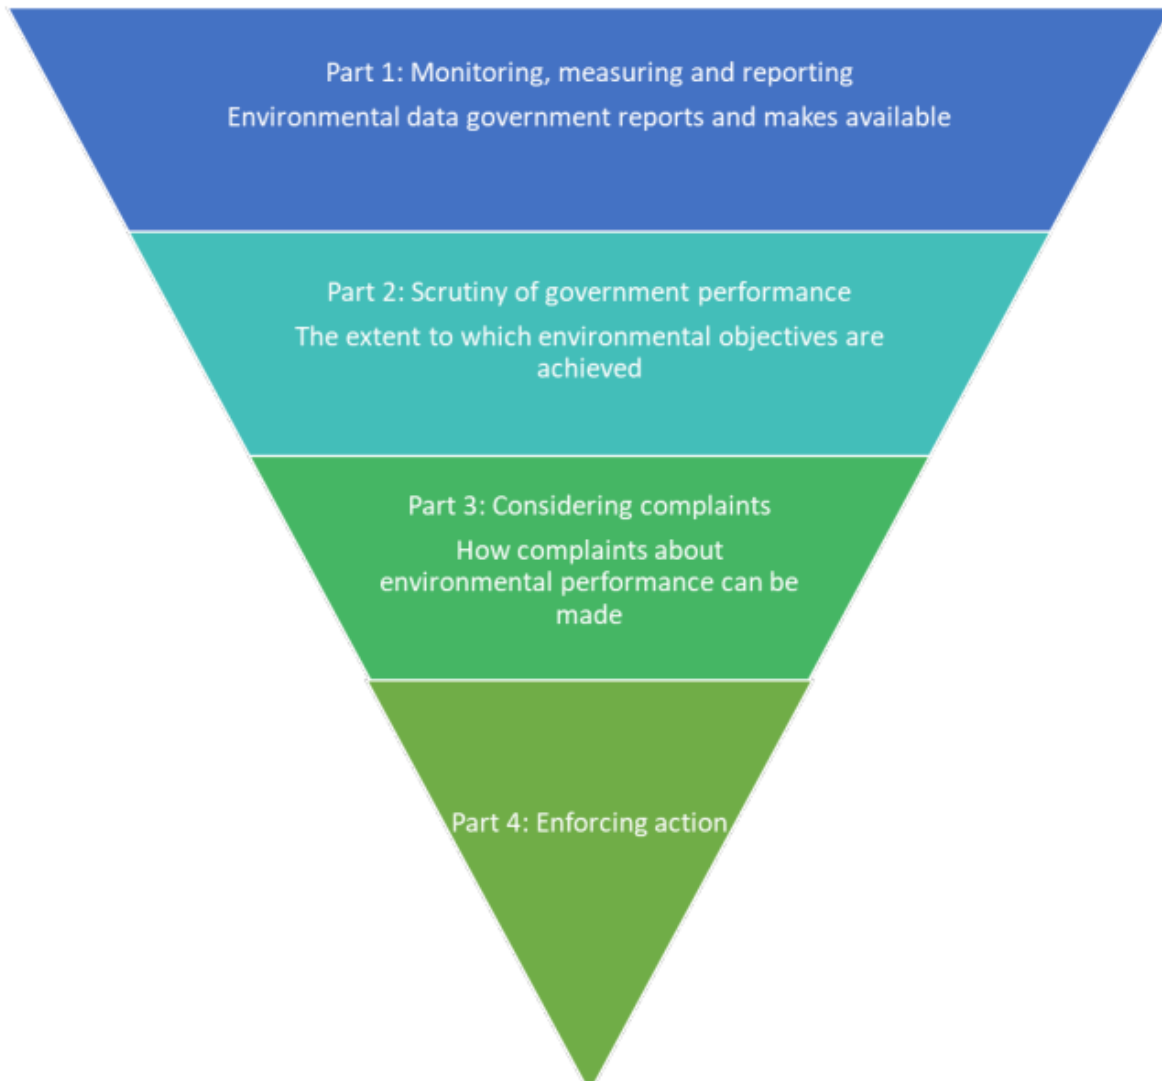 Part 1: Monitoring, measuring and reporting
Environmental data government reports and makes available
Part 2: Scrutiny of government performance
The extent to which environmental objectives are
achieved
Part 3: Considering complaints
How complaints about
environmental performance can be
made
Part 4: Enforcing action